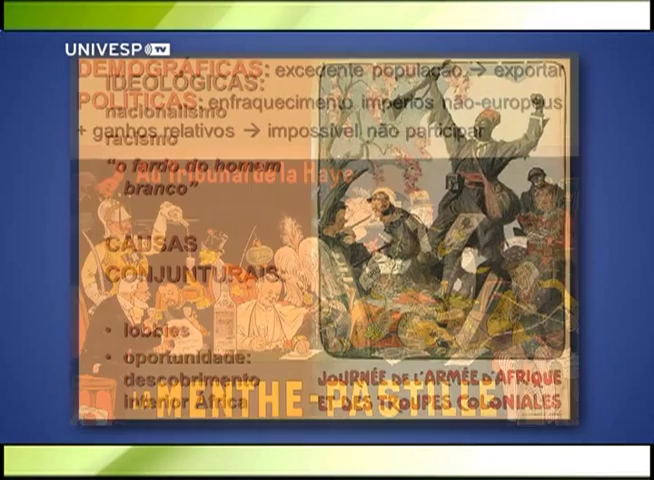 UNIVESP TV
DEMOGRÁFICAS: excedente população → exportar
IDEOLÓGICAS:
POLÍTICAS: enfraquecimento impérios não-europeus
nacionalismo
+ ganhos relativos → impossível não participar
racismo
"o fardo do homem
branco"
Au Tribunal de la Haye
CAUSAS
CONJUNTURAIS:
• lobbies
• oportunidade:
descobrimento
interior África
JOURNÉE DE L'ARMÉE D'AFRIQUE
ET DES TROUPES COLONIALES
MENTHE-PASTILLE